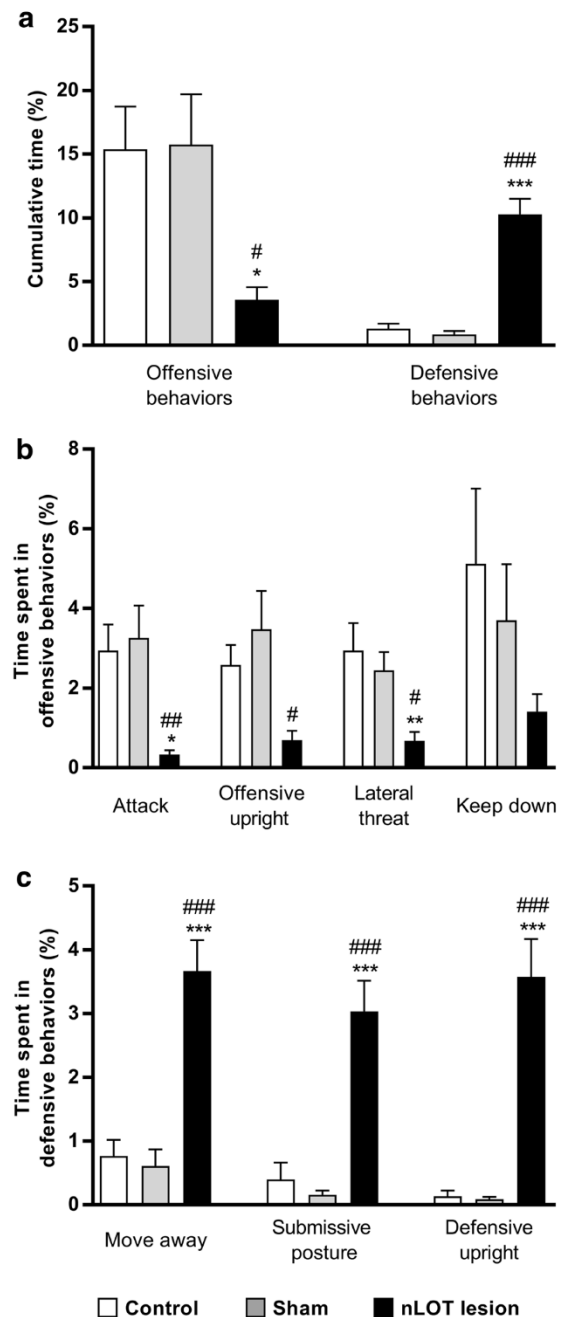 a
Cumulative time (%)
25
20
15
10
5
0
#
*
###
***
Offensive
behaviors
Defensive
behaviors
b
Time spent in
offensive behaviors (%)
8
6
4
2
0
##
*
#
#
**
Attack
Offensive
upright
Lateral
threat
Keep down
c
Time spent in
defensive behaviors (%)
5
4
3
2
1
0
###
***
###
***
###
***
Move away
Submissive
posture
Defensive
upright
Control Sham nLOT lesion